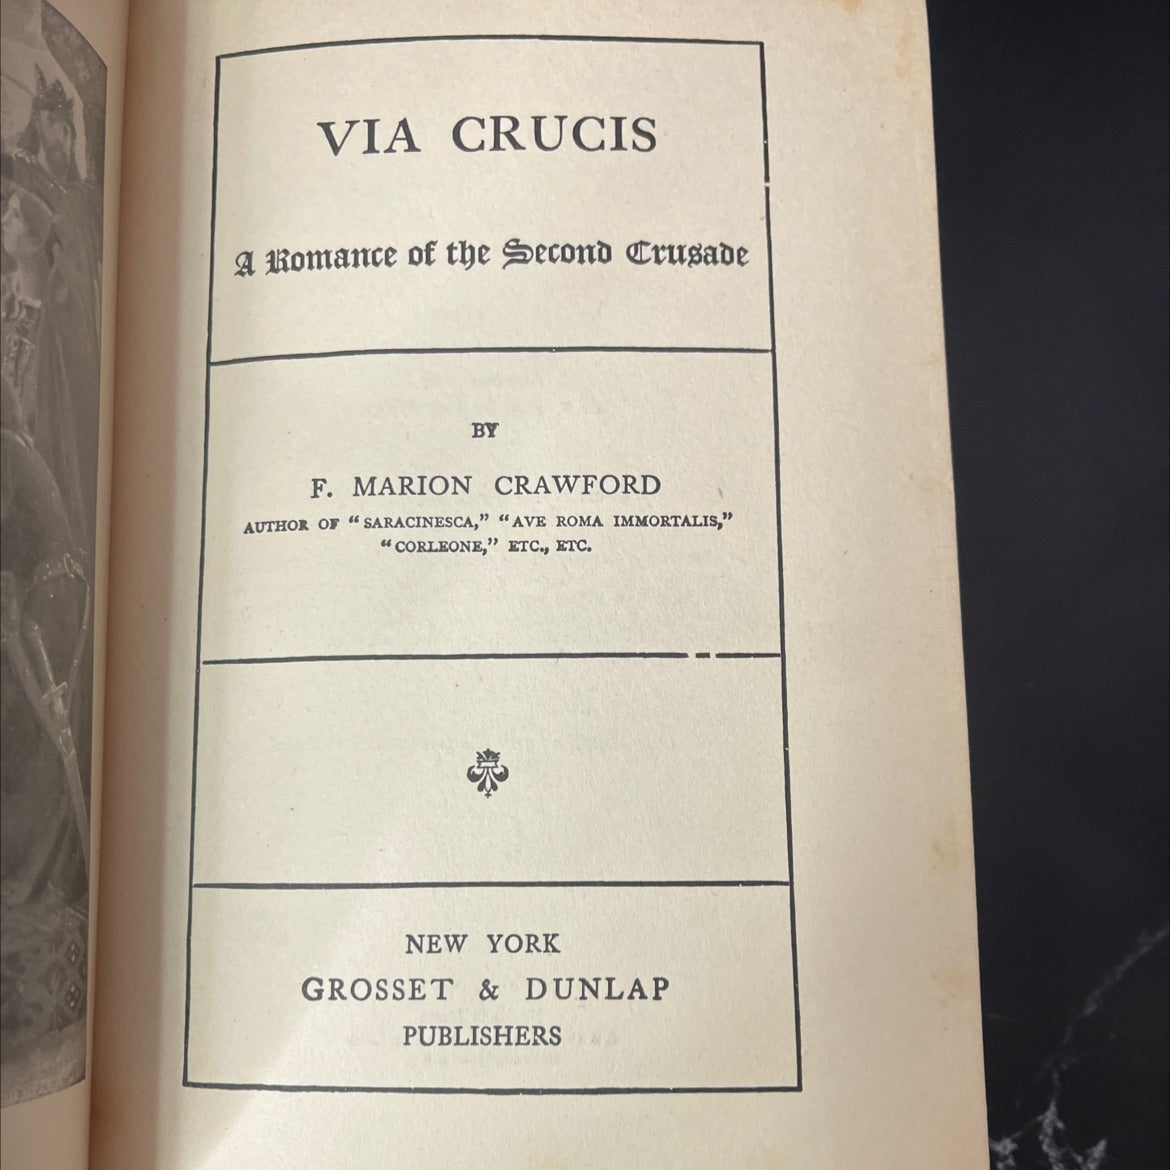 VIA CRUCIS
A Romance of the Second Crusade
BY
F. MARION CRAWFORD
AUTHOR OF "SARACINESCA," "AVE ROMA IMMORTALIS,"
"CORLEONE," ETC., ETC.
NEW YORK
GROSSET & DUNLAP
PUBLISHERS